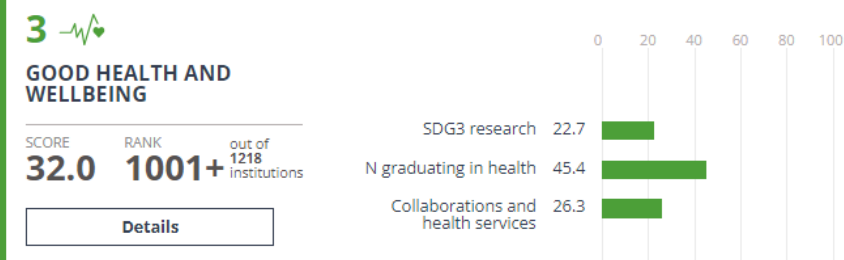 3
GOOD HEALTH AND
WELLBEING
SCORE
32.0
RANK
1001+
out of
1218
institutions
Details
0 20 40 60 80 100
SDG3 research 22.7
N graduating in health 45.4
Collaborations and 26.3
health services